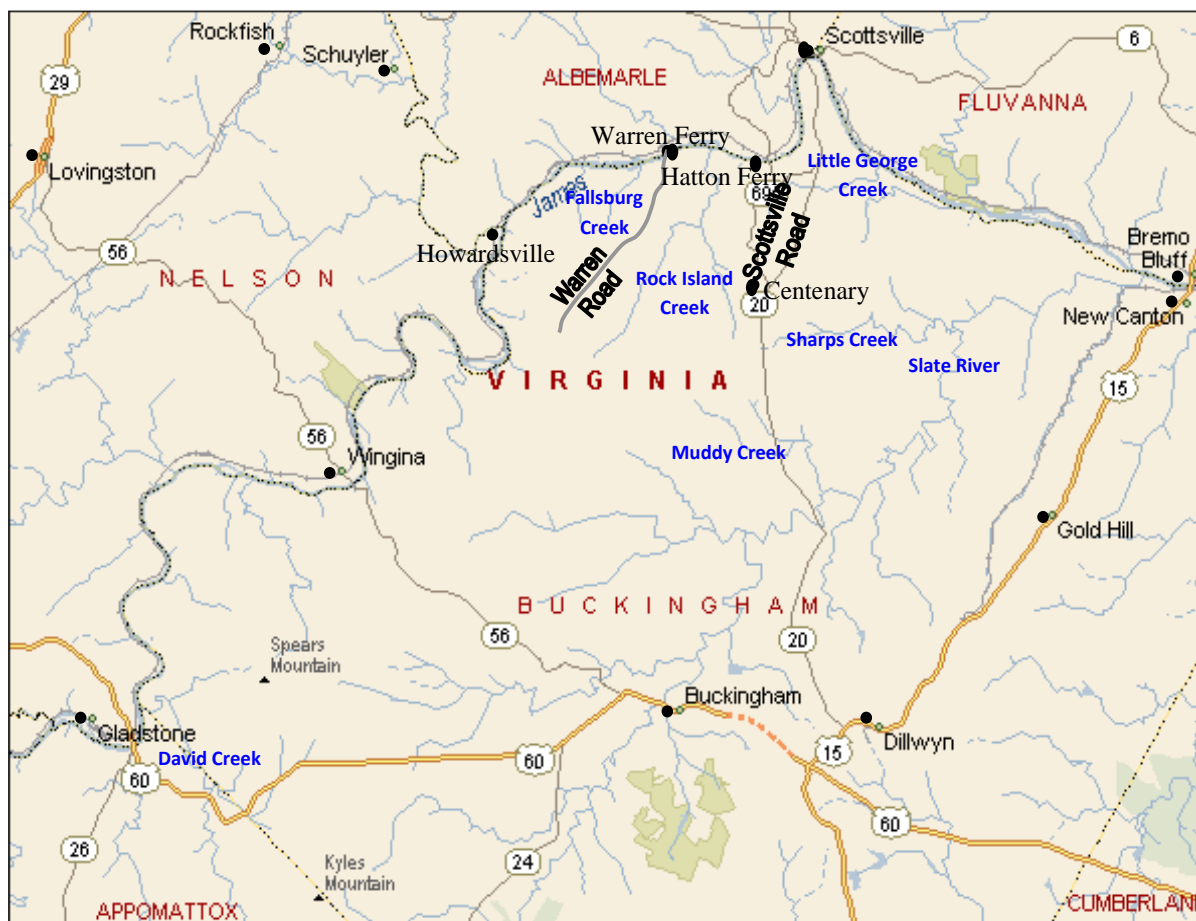 Rockfish
Schuyler
Scottsville
6
29
ALBEMARLE
FLUVANNA
Warren Ferry
Hatton Ferry
Little George
Creek
Lovingston
James
Fallsburg
Creek
69
Scottsville
Road
56
Howardsville
Warren
Road
Bremo
Bluff
NELSON
Rock Island
Creek
Centenary
20
New Canton
Sharps Creek
Slate River
VIRGINIA
15
56
Wingina
Muddy Creek
Gold Hill
BUCKINGHAM
56
20
Spears
Mountain
Buckingham
Gladstone
Dillwyn
David Creek
60
60
15
60
26
24
Kyles
Mountain
APPOMATTOX
CUMBERLAN